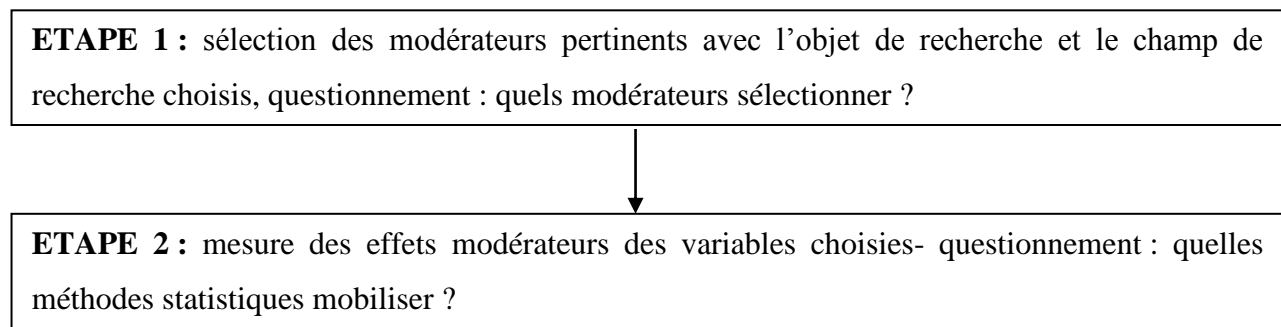 ETAPE 1 : sélection des modérateurs pertinents avec l’objet de recherche et le champ de
recherche choisis, questionnement : quels modérateurs sélectionner ?
ETAPE 2 : mesure des effets modérateurs des variables choisies- questionnement : quelles
méthodes statistiques mobiliser ?